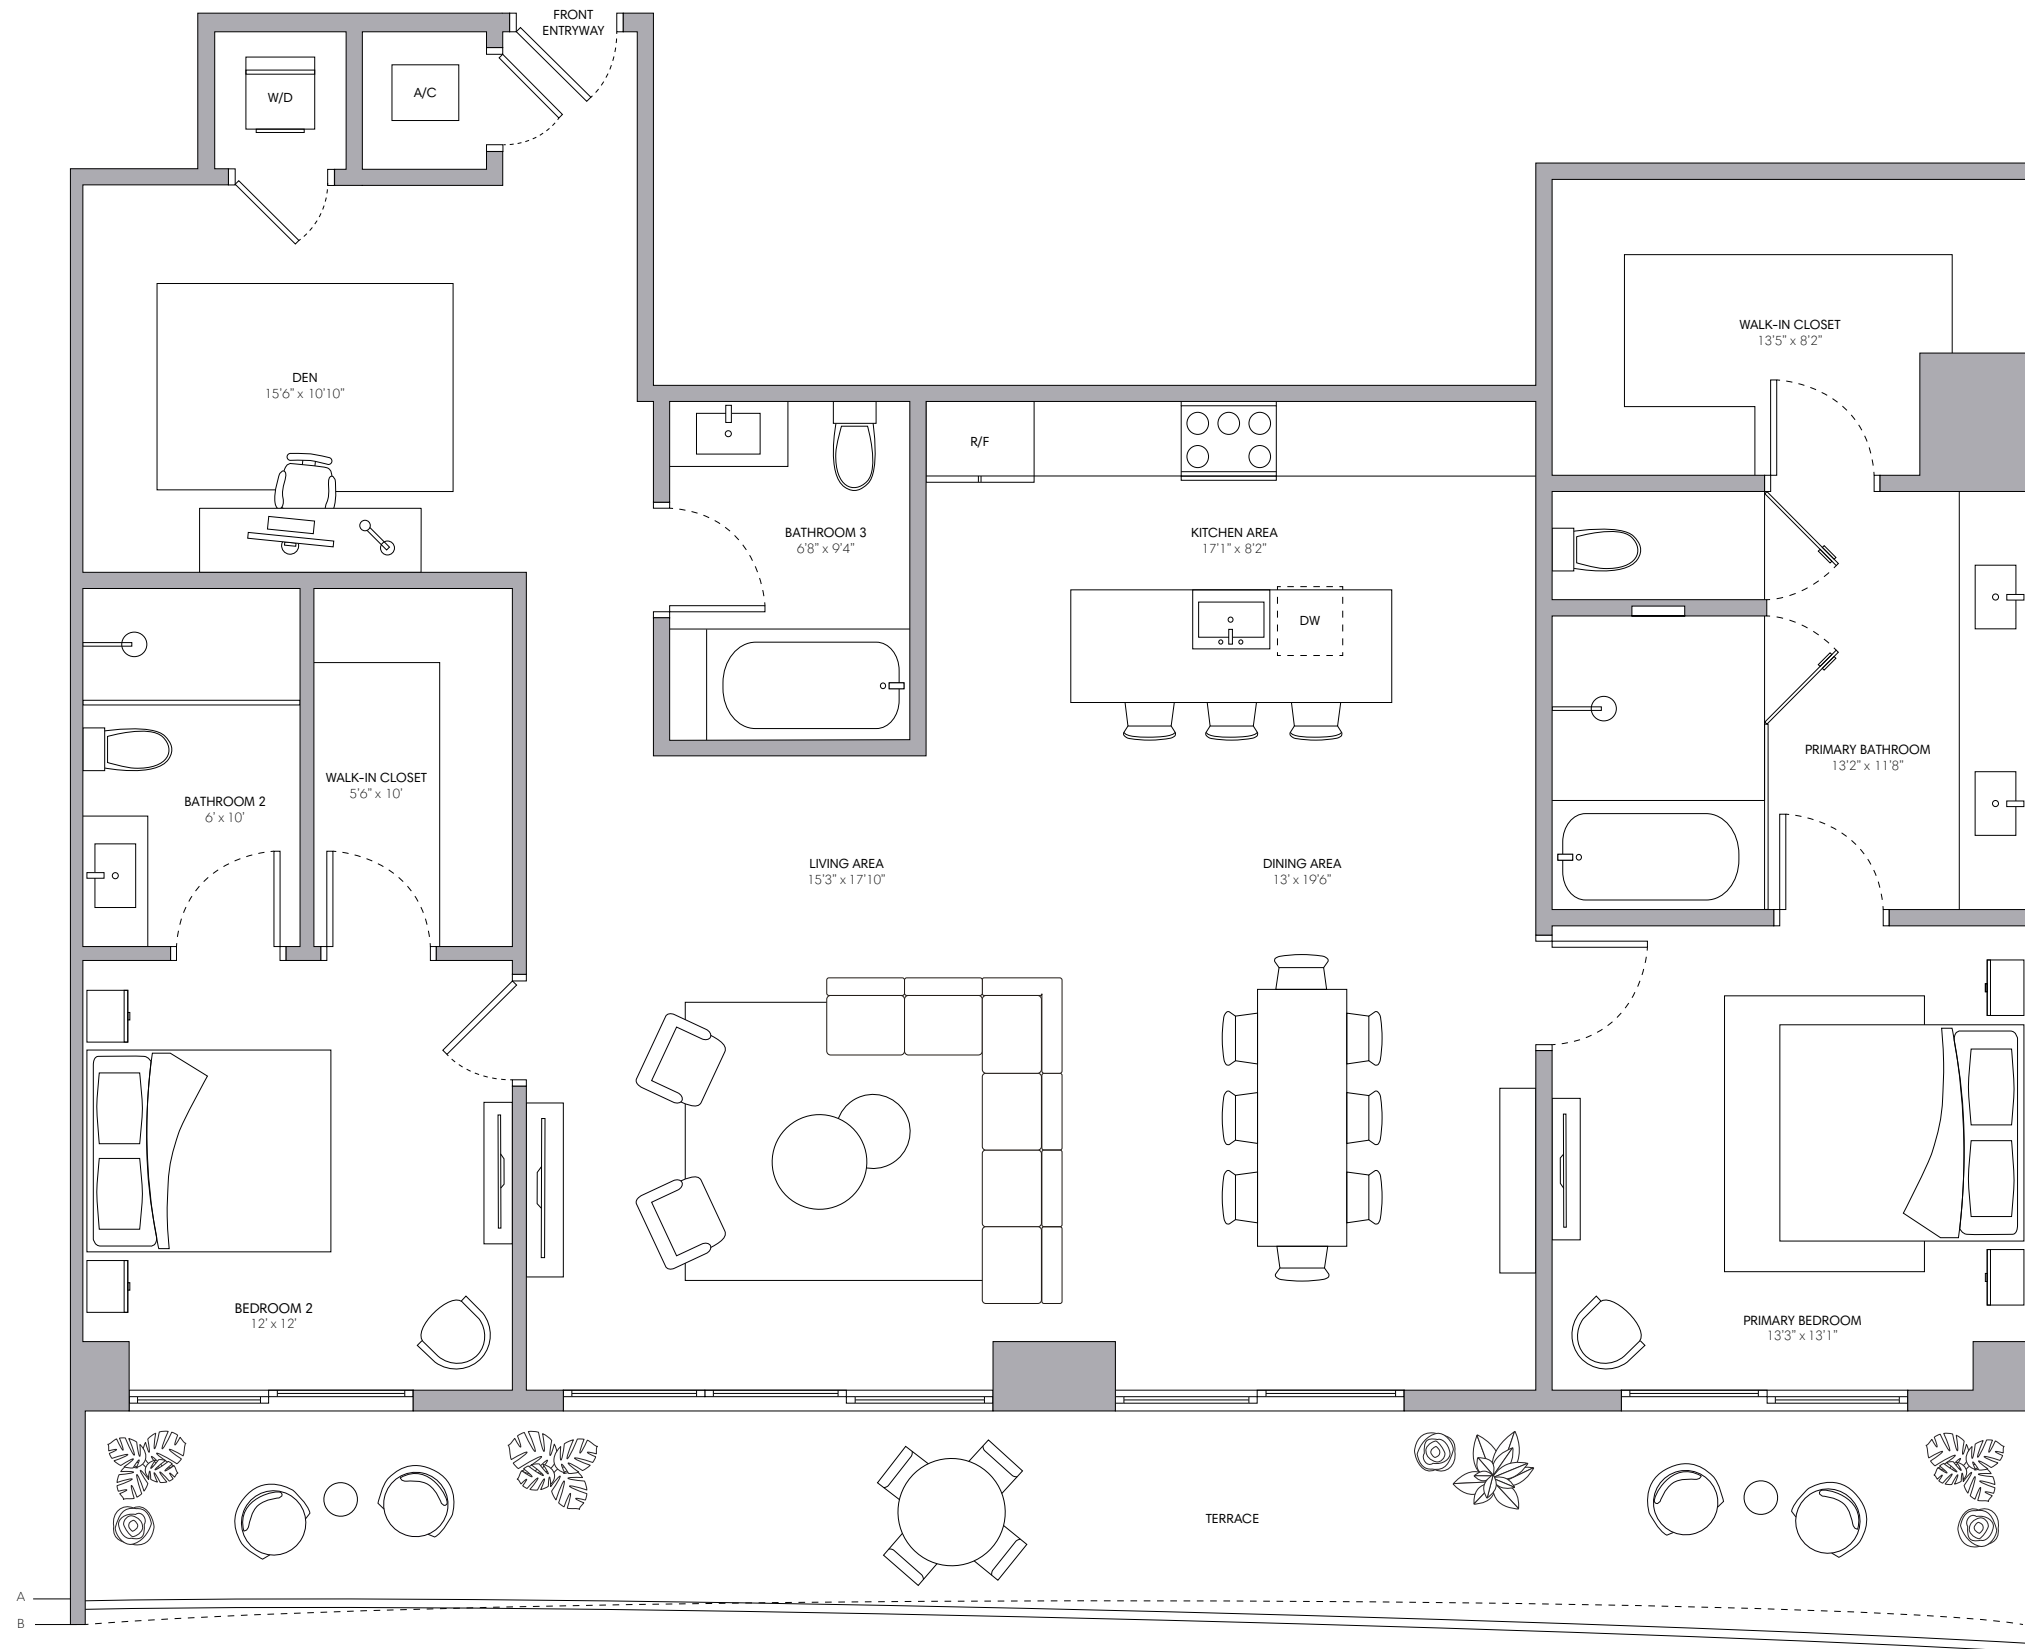 FRONT
ENTRYWAY
W/D
A/C
DEN
15'6" x 10'10"
WALK-IN CLOSET
13'5" x 8'2"
R/F
BATHROOM 3
6'8" x 9'4"
KITCHEN AREA
17'1" x 8'2"
DW
PRIMARY BATHROOM
13'2" x 11'8"
WALK-IN CLOSET
5'6" x 10'
BATHROOM 2
6' x 10'
LIVING AREA
15'3" x 17'10"
DINING AREA
13' x 19'6"
BEDROOM 2
12' x 12'
PRIMARY BEDROOM
13'3" x 13'1"
TERRACE
A
B